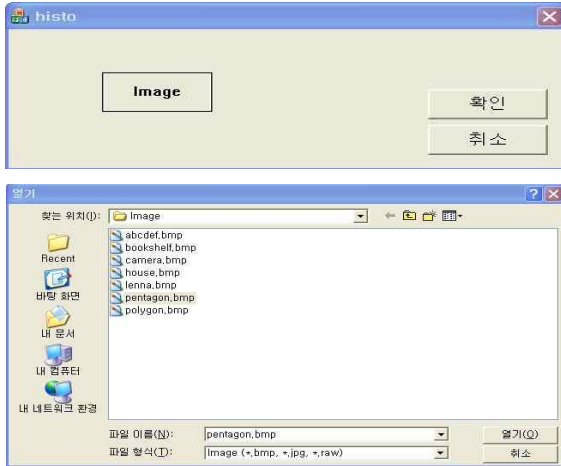 histo
Image
확인
취소
열기
찾는 위치(I): Image
abcdef.bmp
bookshelf.bmp
camera.bmp
house.bmp
lenna.bmp
pentagon.bmp
polygon.bmp
Recent
바탕 화면
내 문서
내 컴퓨터
내 네트워크 환경
파일 이름(N): pentagon.bmp 열기(O)
파일 형식(T): Image (*.bmp, *.jpg, *.raw) 취소